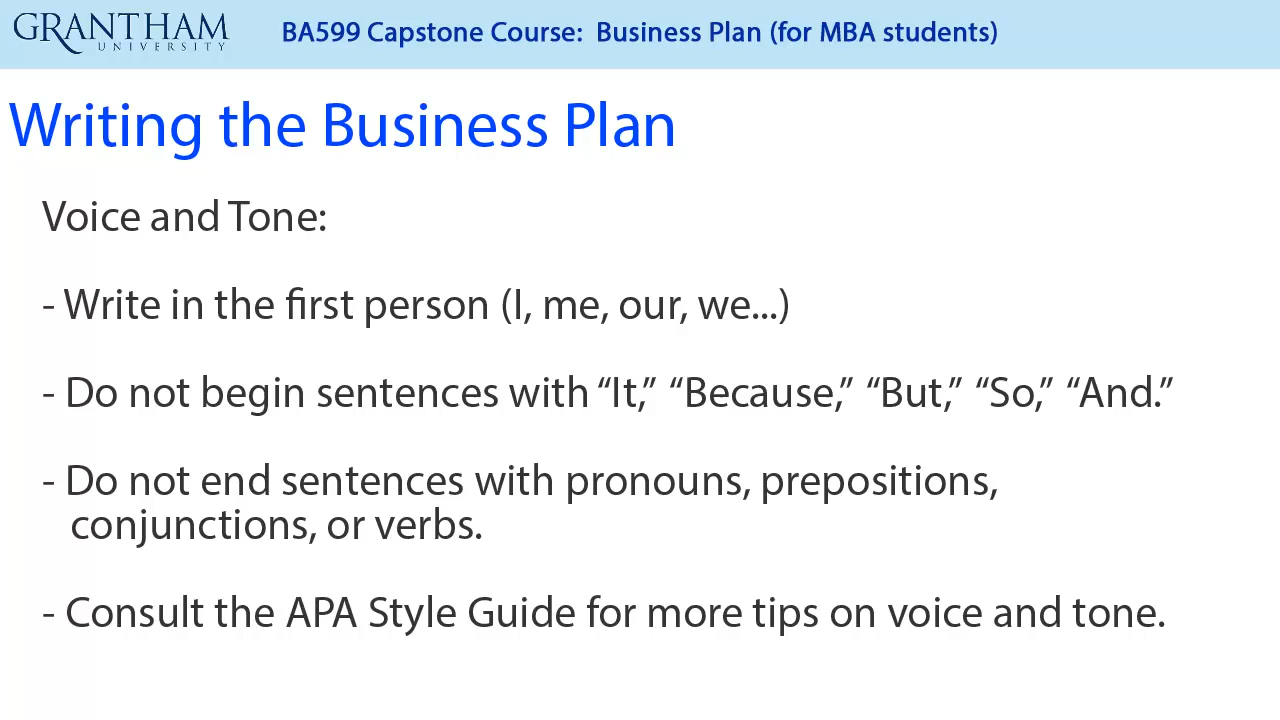 GRANTHAM
UNIVERSITY
BA599 Capstone Course:  Business Plan (for MBA students)
Writing the Business Plan
Voice and Tone:
- Write in the first person (I, me, our, we...)
- Do not begin sentences with “It,” “Because,” “But,” “So,” “And.”
- Do not end sentences with pronouns, prepositions,
conjunctions, or verbs.
- Consult the APA Style Guide for more tips on voice and tone.